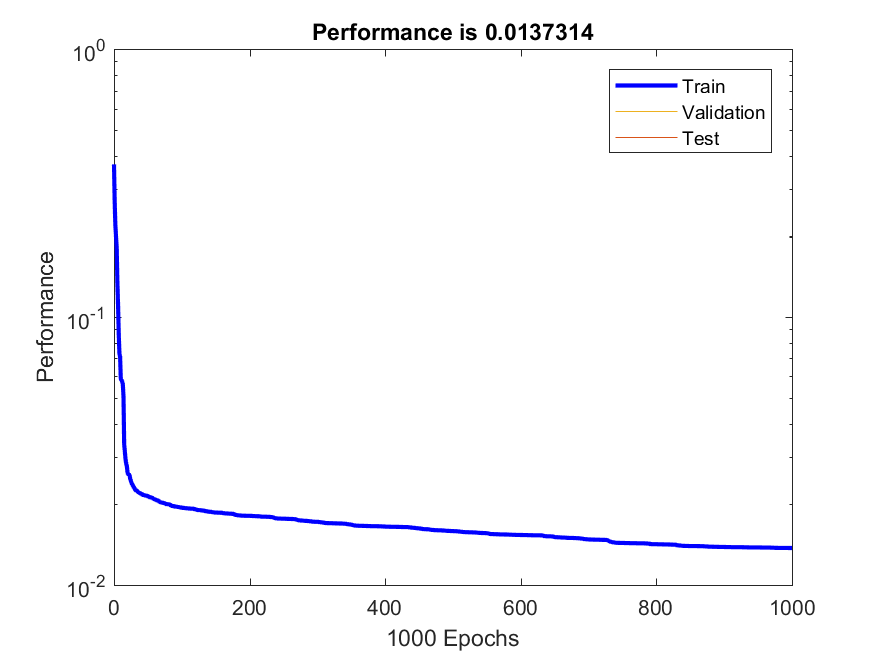 Performance is 0.0137314
10^0
Train
Validation
Test
Performance
10^-1
10^-2
0 200 400 600 800 1000
1000 Epochs